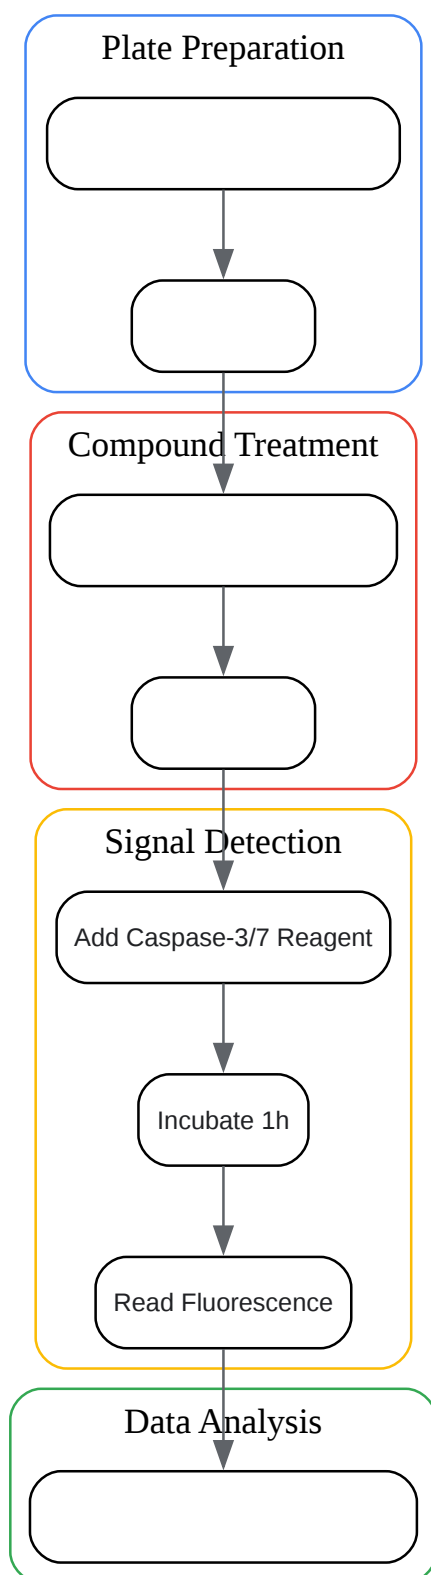 Plate Preparation
Compound Treatment
Signal Detection
Add Caspase-3/7 Reagent
Incubate 1h
Read Fluorescence
Data Analysis